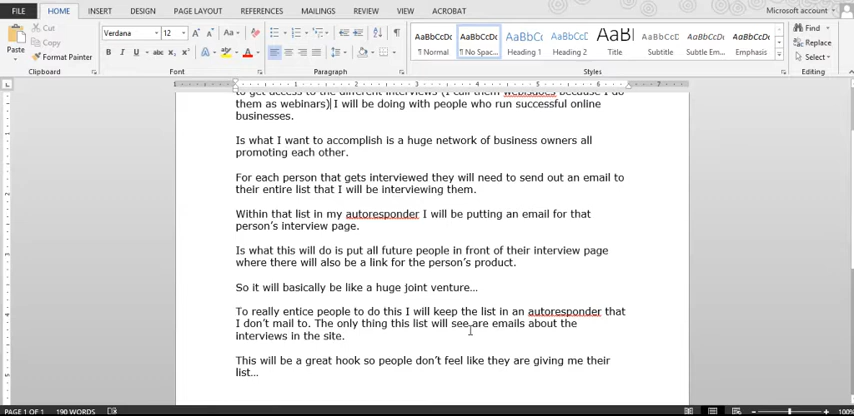 FILE HOME INSERT DESIGN PAGE LAYOUT REFERENCES MAILINGS REVIEW VIEW ACROBAT Microsoft account
Paste Cut Copy Format Painter
Verdana 12
AaBbCcDc AaBbCcDc AaBbCc AaBbCc AaBl AaBbCcD AaBbCcDc AaBbCcDc
Normal No Spac... Heading 1 Heading 2 Title Subtitle Subtle Em... Emphasis
Find Replace Select
Clipboard Font Paragraph Styles Editing
to get access to the different interviews (I call them because I do
them as webinars) I will be doing with people who run successful online
businesses.
Is what I want to accomplish is a huge network of business owners all
promoting each other.
For each person that gets interviewed they will need to send out an email to
their entire list that I will be interviewing them.
Within that list in my autoresponder I will be putting an email for that
person's interview page.
Is what this will do is put all future people in front of their interview page
where there will also be a link for the person's product.
So it will basically be like a huge joint venture…
To really entice people to do this I will keep the list in an autoresponder that
I don't mail to. The only thing this list will see are emails about the
interviews in the site.
This will be a great hook so people don't feel like they are giving me their
list…
PAGE 1 OF 1 190 WORDS 100%